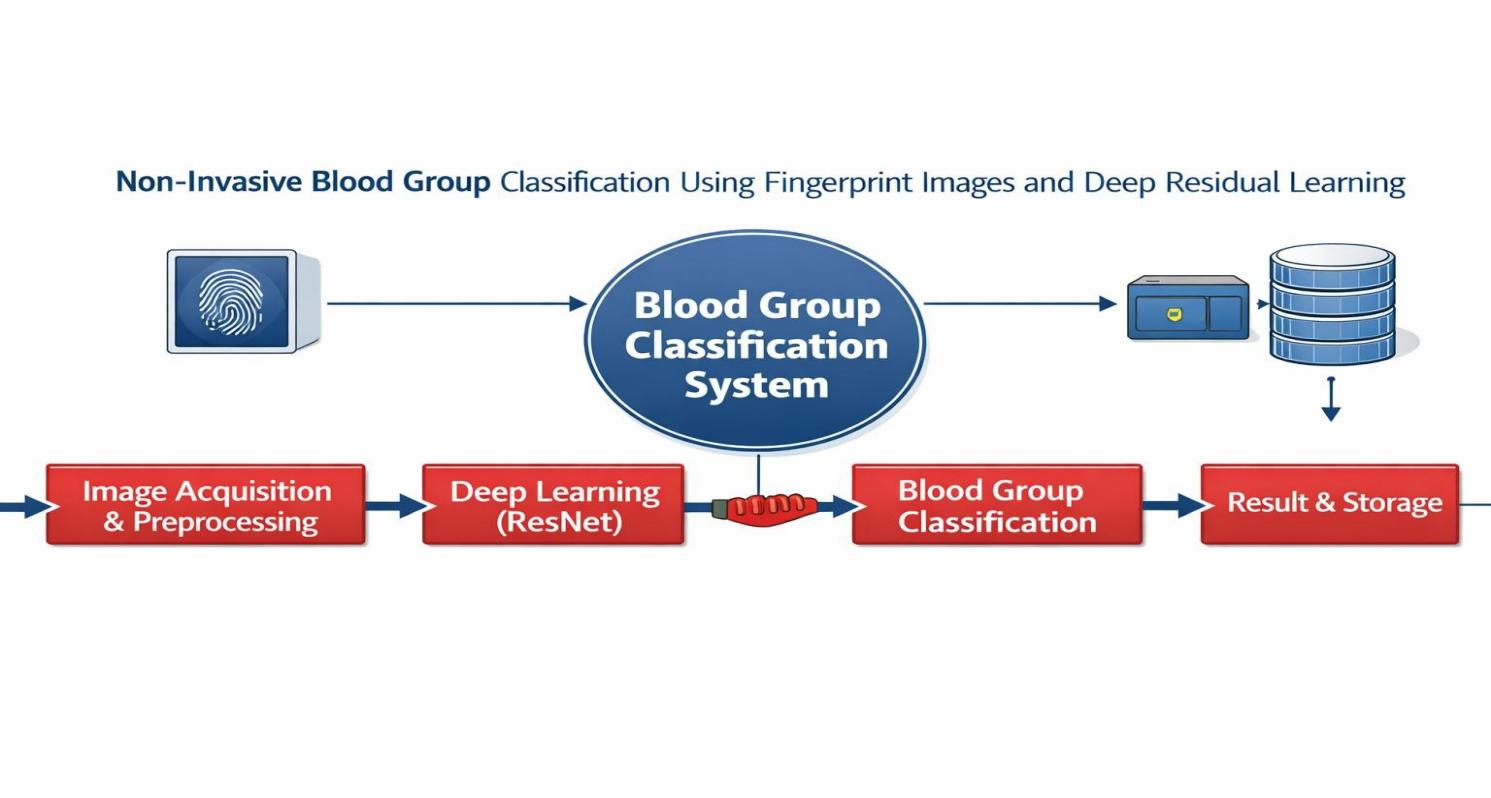 Non-Invasive Blood Group Classification Using Fingerprint Images and Deep Residual Learning
Blood Group
Classification
System
Image Acquisition
& Preprocessing
Deep Learning
(ResNet)
Blood Group
Classification
Result & Storage